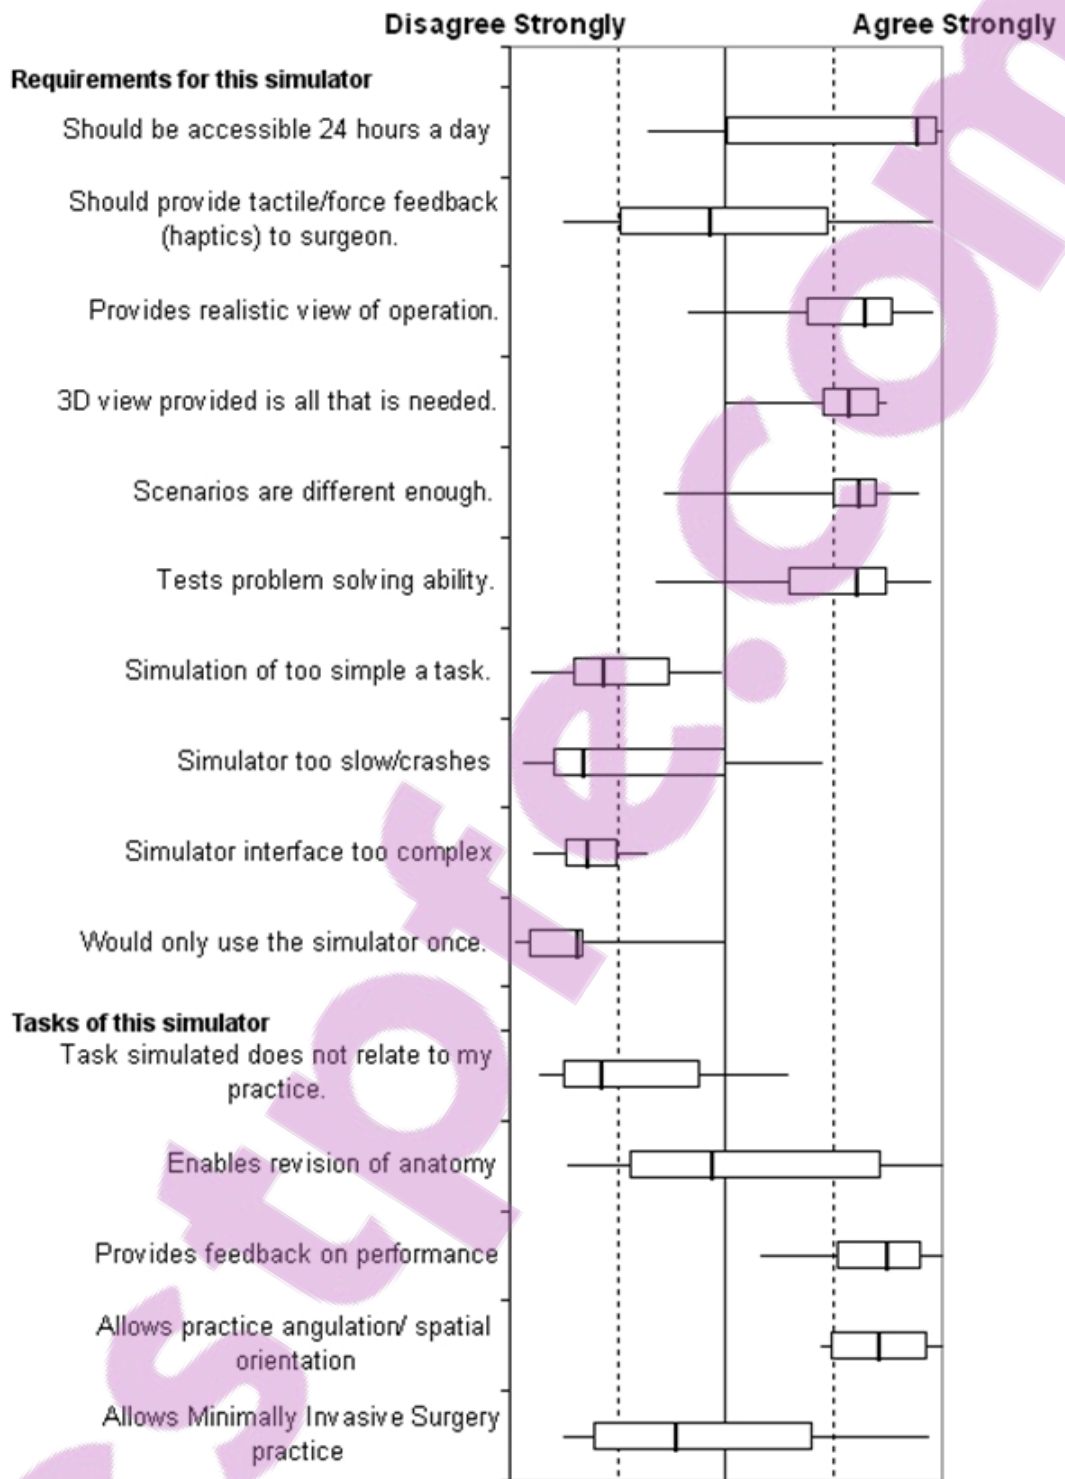 Disagree Strongly Agree Strongly
Requirements for this simulator
Should be accessible 24 hours a day
Should provide tactile/force feedback
(haptics) to surgeon.
Provides realistic view of operation.
3D view provided is all that is needed.
Scenarios are different enough.
Tests problem solving ability.
Simulation of too simple a task.
Simulator too slow/crashes
Simulator interface too complex
Would only use the simulator once.
Tasks of this simulator
Task simulated does not relate to my
practice.
Enables revision of anatomy
Provides feedback on performance
Allows practice angulation/ spatial
orientation
Allows Minimally Invasive Surgery
practice
stpfe.com